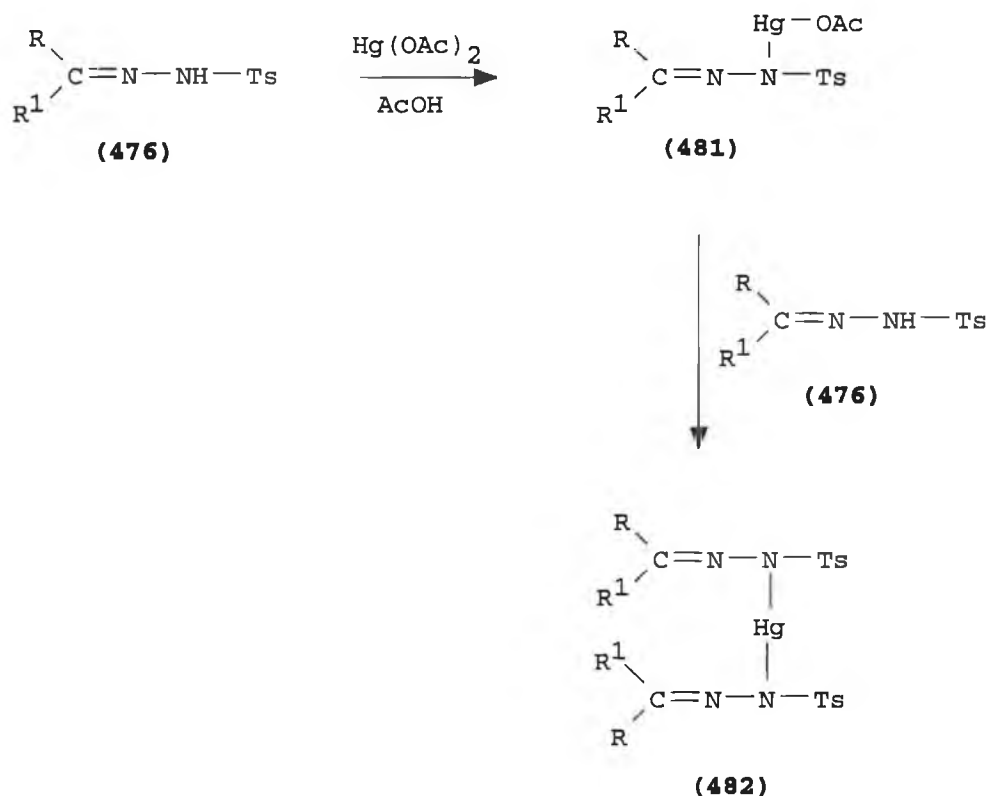 R
C=N—NH—Ts
R1
(476)
Hg(OAc)2
AcOH
Hg—OAc
R
C=N—N—Ts
R1
(481)
R
C=N—NH—Ts
R1
(476)
R
C=N—N—Ts
R1
Hg
R1
C=N—N—Ts
R
(482)